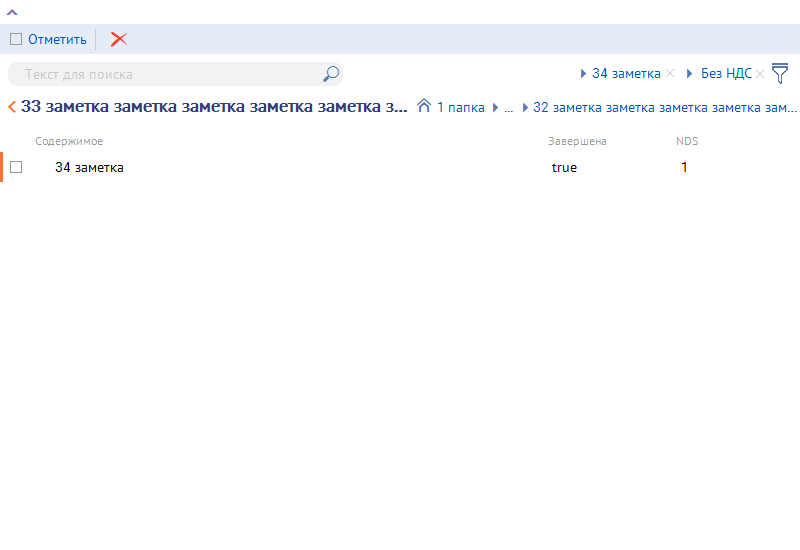 Отметить
Текст для поиска
34 заметка
Без НДС
33 заметка заметка заметка заметка заметка з...
1 папка ... 32 заметка заметка заметка заметка зам...
Содержимое Завершена NDS
34 заметка true 1